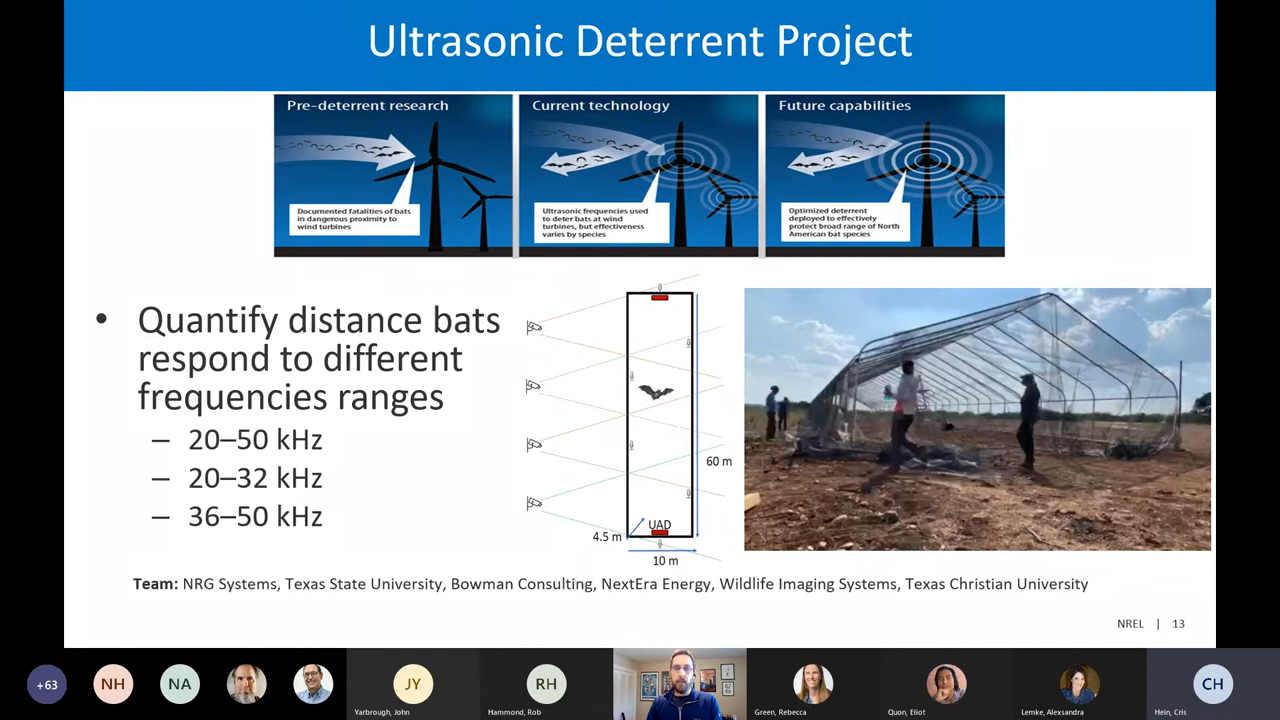 Ultrasonic Deterrent Project
Pre-deterrent research
Documented fatalities of bats
in dangerous proximity to
wind turbines
Current technology
Ultrasonic frequencies used
to deter bats at wind
turbines, but effectiveness
varies by species
Future capabilities
Optimized deterrent
deployed to effectively
protect broad range of North
American bat species
• Quantify distance bats
respond to different
frequencies ranges
– 20–50 kHz
– 20–32 kHz
– 36–50 kHz
60 m
UAD
4.5 m
10 m
Team: NRG Systems, Texas State University, Bowman Consulting, NextEra Energy, Wildlife Imaging Systems, Texas Christian University
NREL | 13
+63
NH
NA
JY
Yarbrough, John
RH
Hammond, Rob
Green, Rebecca
Quon, Eliot
Lemke, Alexsandra
CH
Hein, Cris